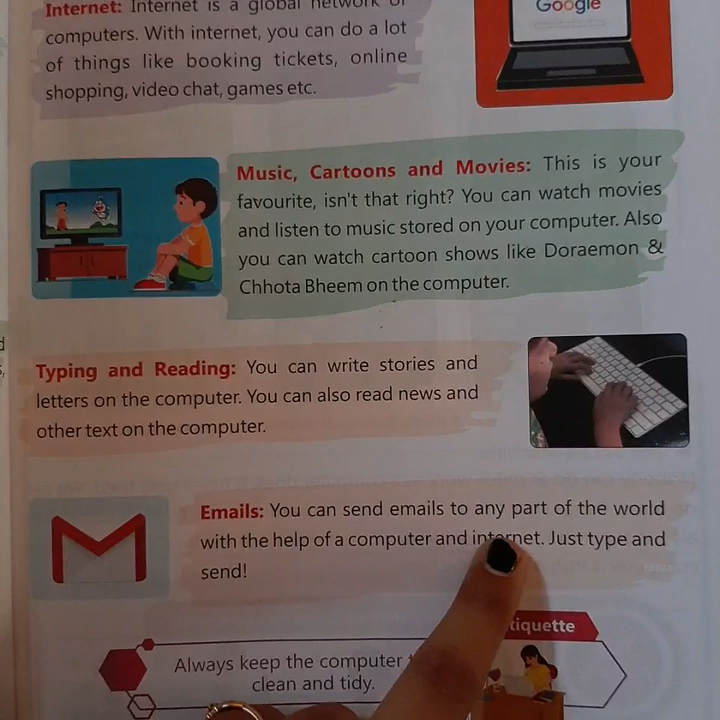 Internet: Internet is a global network of
computers. With internet, you can do a lot
of things like booking tickets, online
shopping, video chat, games etc.
Google
Music, Cartoons and Movies: This is your
favourite, isn't that right? You can watch movies
and listen to music stored on your computer. Also
you can watch cartoon shows like Doraemon &
Chhota Bheem on the computer.
Typing and Reading: You can write stories and
letters on the computer. You can also read news and
other text on the computer.
Emails: You can send emails to any part of the world
with the help of a computer and internet. Just type and
send!
tiquette
Always keep the computer
clean and tidy.